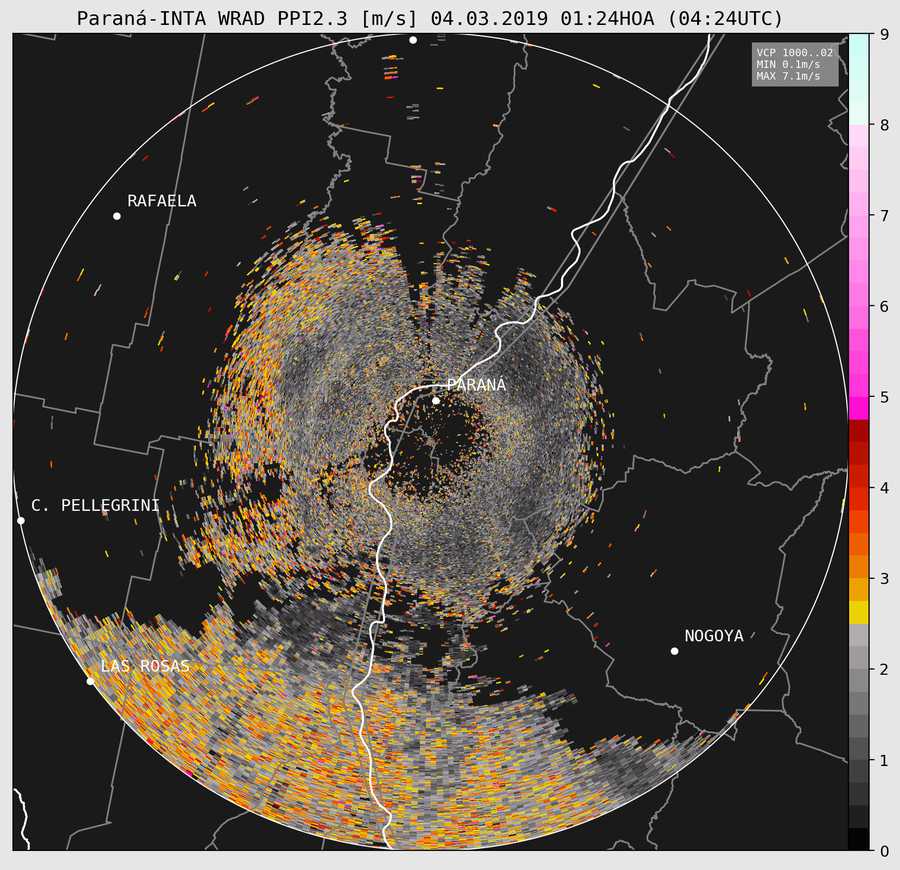 Paraná-INTA WRAD PPI2.3 [m/s] 04.03.2019 01:24HOA (04:24UTC)
VCP 1000..02
MIN 0.1m/s
MAX 7.1m/s
RAFAELA
PARANÁ
C. PELLEGRINI
NOGOYA
LAS ROSAS
9
8
7
6
5
4
3
2
1
0